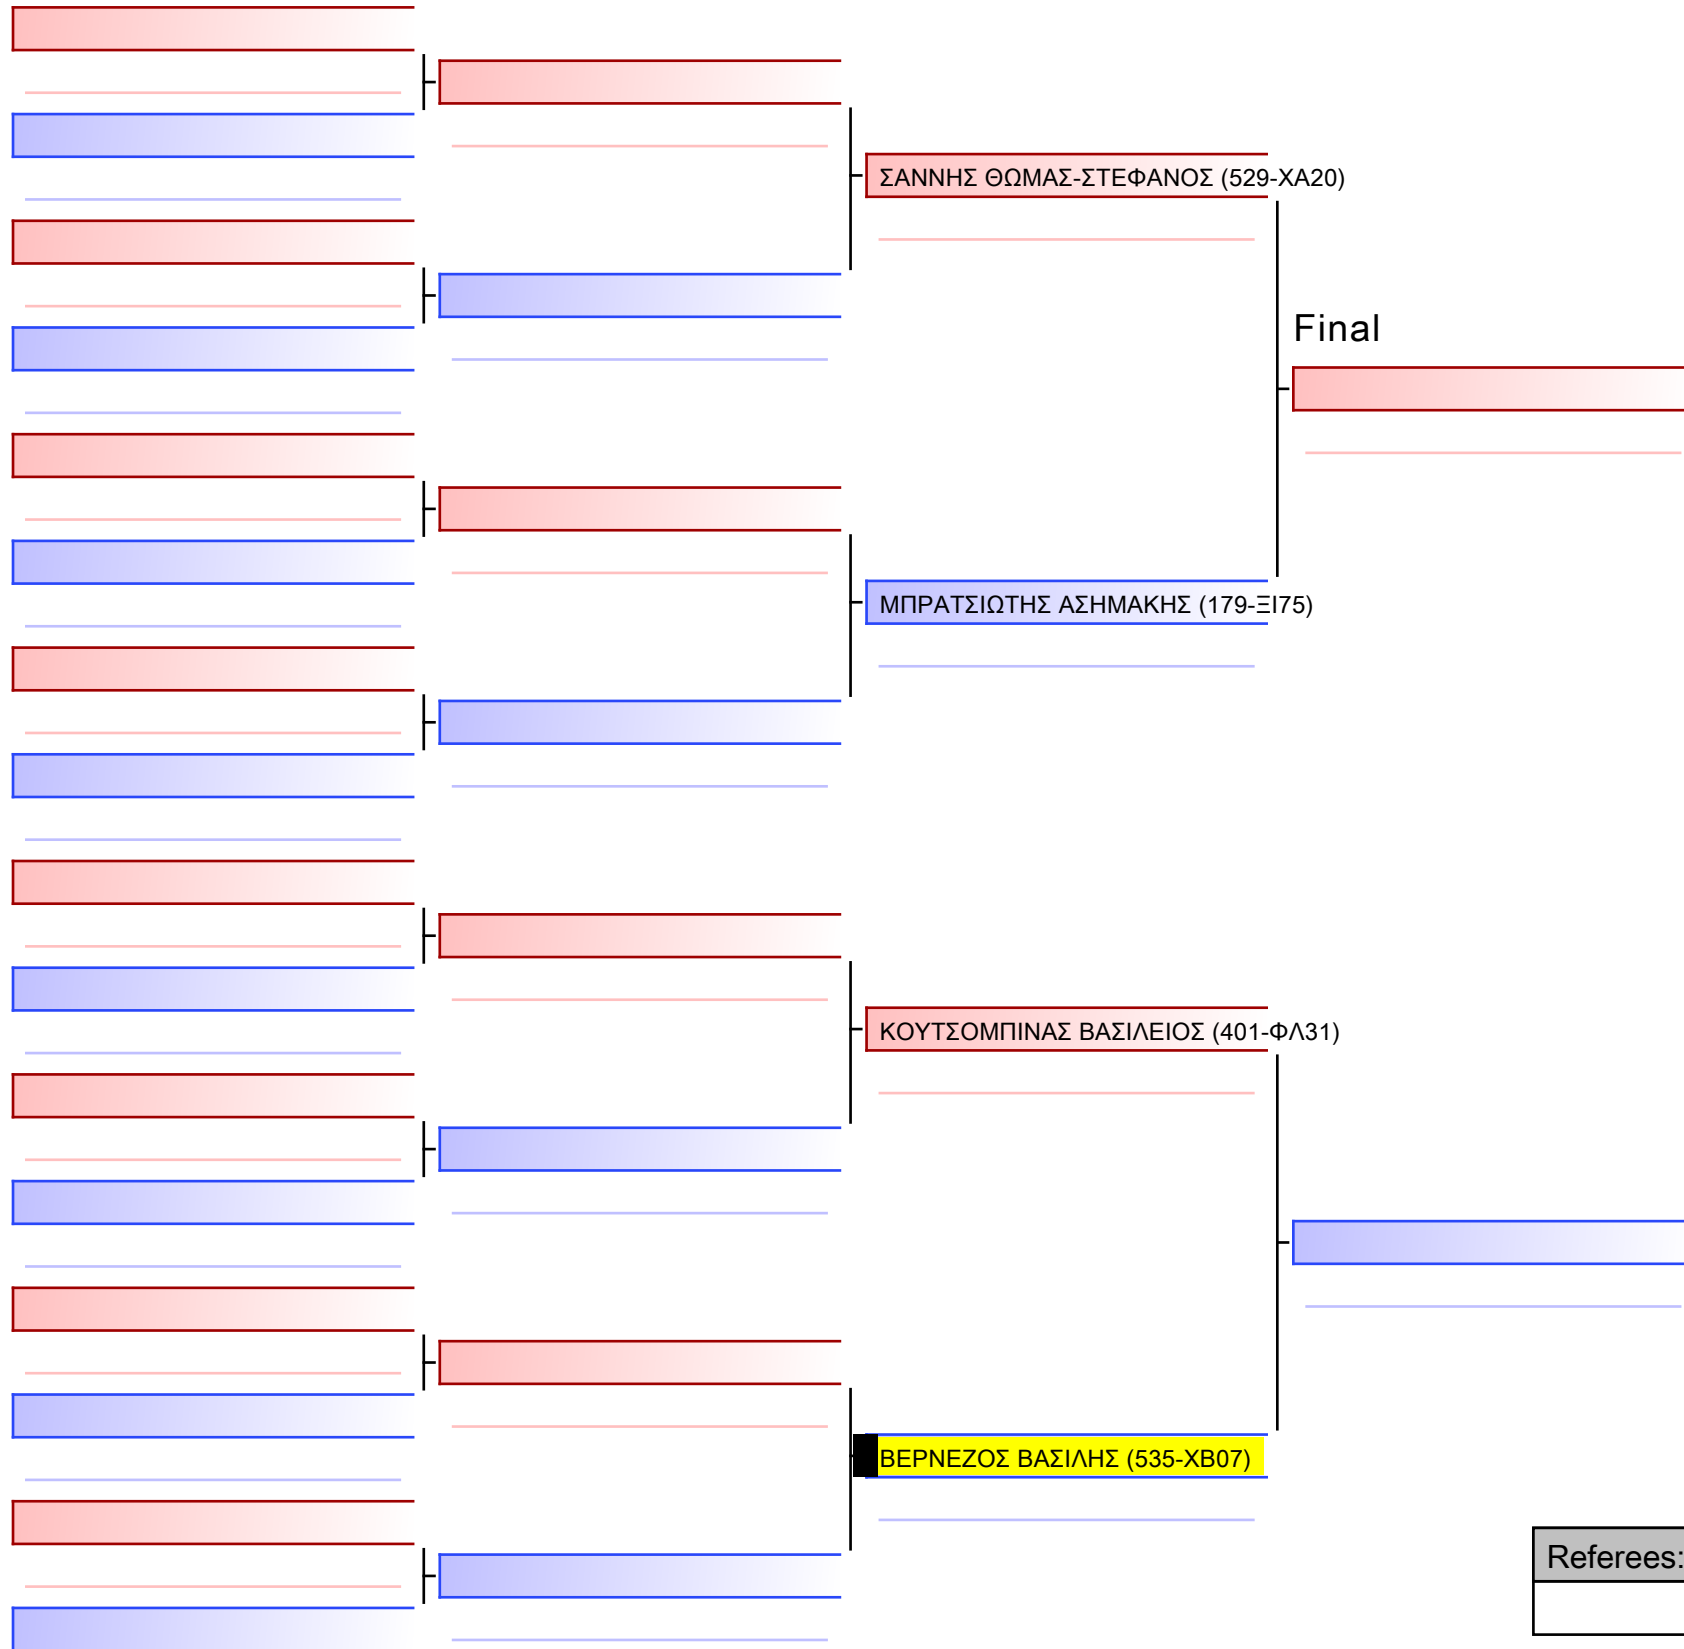 ΣΑΝΝΗΣ ΘΩΜΑΣ-ΣΤΕΦΑΝΟΣ (529-ΧΑ20)
Final
ΜΠΡΑΤΣΙΩΤΗΣ ΑΣΗΜΑΚΗΣ (179-ΞΙ75)
ΚΟΥΤΣΟΜΠΙΝΑΣ ΒΑΣΙΛΕΙΟΣ (401-ΦΛ31)
ΒΕΡΝΕΖΟΣ ΒΑΣΙΛΗΣ (535-ΧΒ07)
Referees: